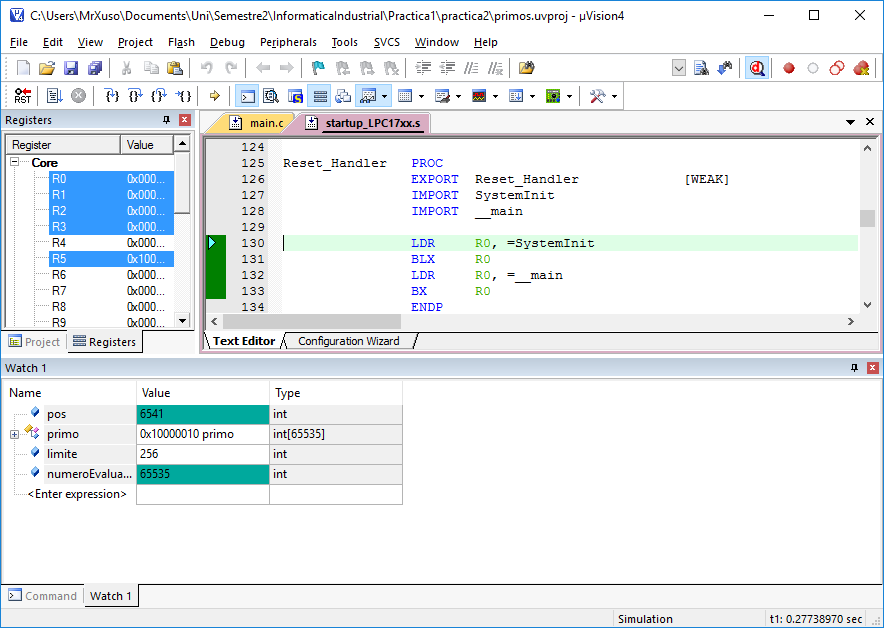 C:\Users\MrXuso\Documents\Uni\Semestre2\InformaticaIndustrial\Practica1\practica2\primos.uvproj - µVision4
File Edit View Project Flash Debug Peripherals Tools SVCS Window Help
RST
Registers
main.c startup_LPC17xx.s
Register Value
Core
R0 0x000...
R1 0x000...
R2 0x000...
R3 0x000...
R4 0x000...
R5 0x100...
R6 0x000...
R7 0x000...
R8 0x000...
R9 0x000...
Project Registers
124
125 Reset_Handler PROC
126 EXPORT Reset_Handler [WEAK]
127 IMPORT SystemInit
128 IMPORT __main
129
130 LDR R0, =SystemInit
131 BLX R0
132 LDR R0, =__main
133 BX R0
134 ENDP
Text Editor Configuration Wizard
Watch 1
Name Value Type
pos 6541 int
primo 0x10000010 primo int[65535]
limite 256 int
numeroEvalua... 65535 int
<Enter expression>
Command Watch 1
Simulation t1: 0.27738970 sec